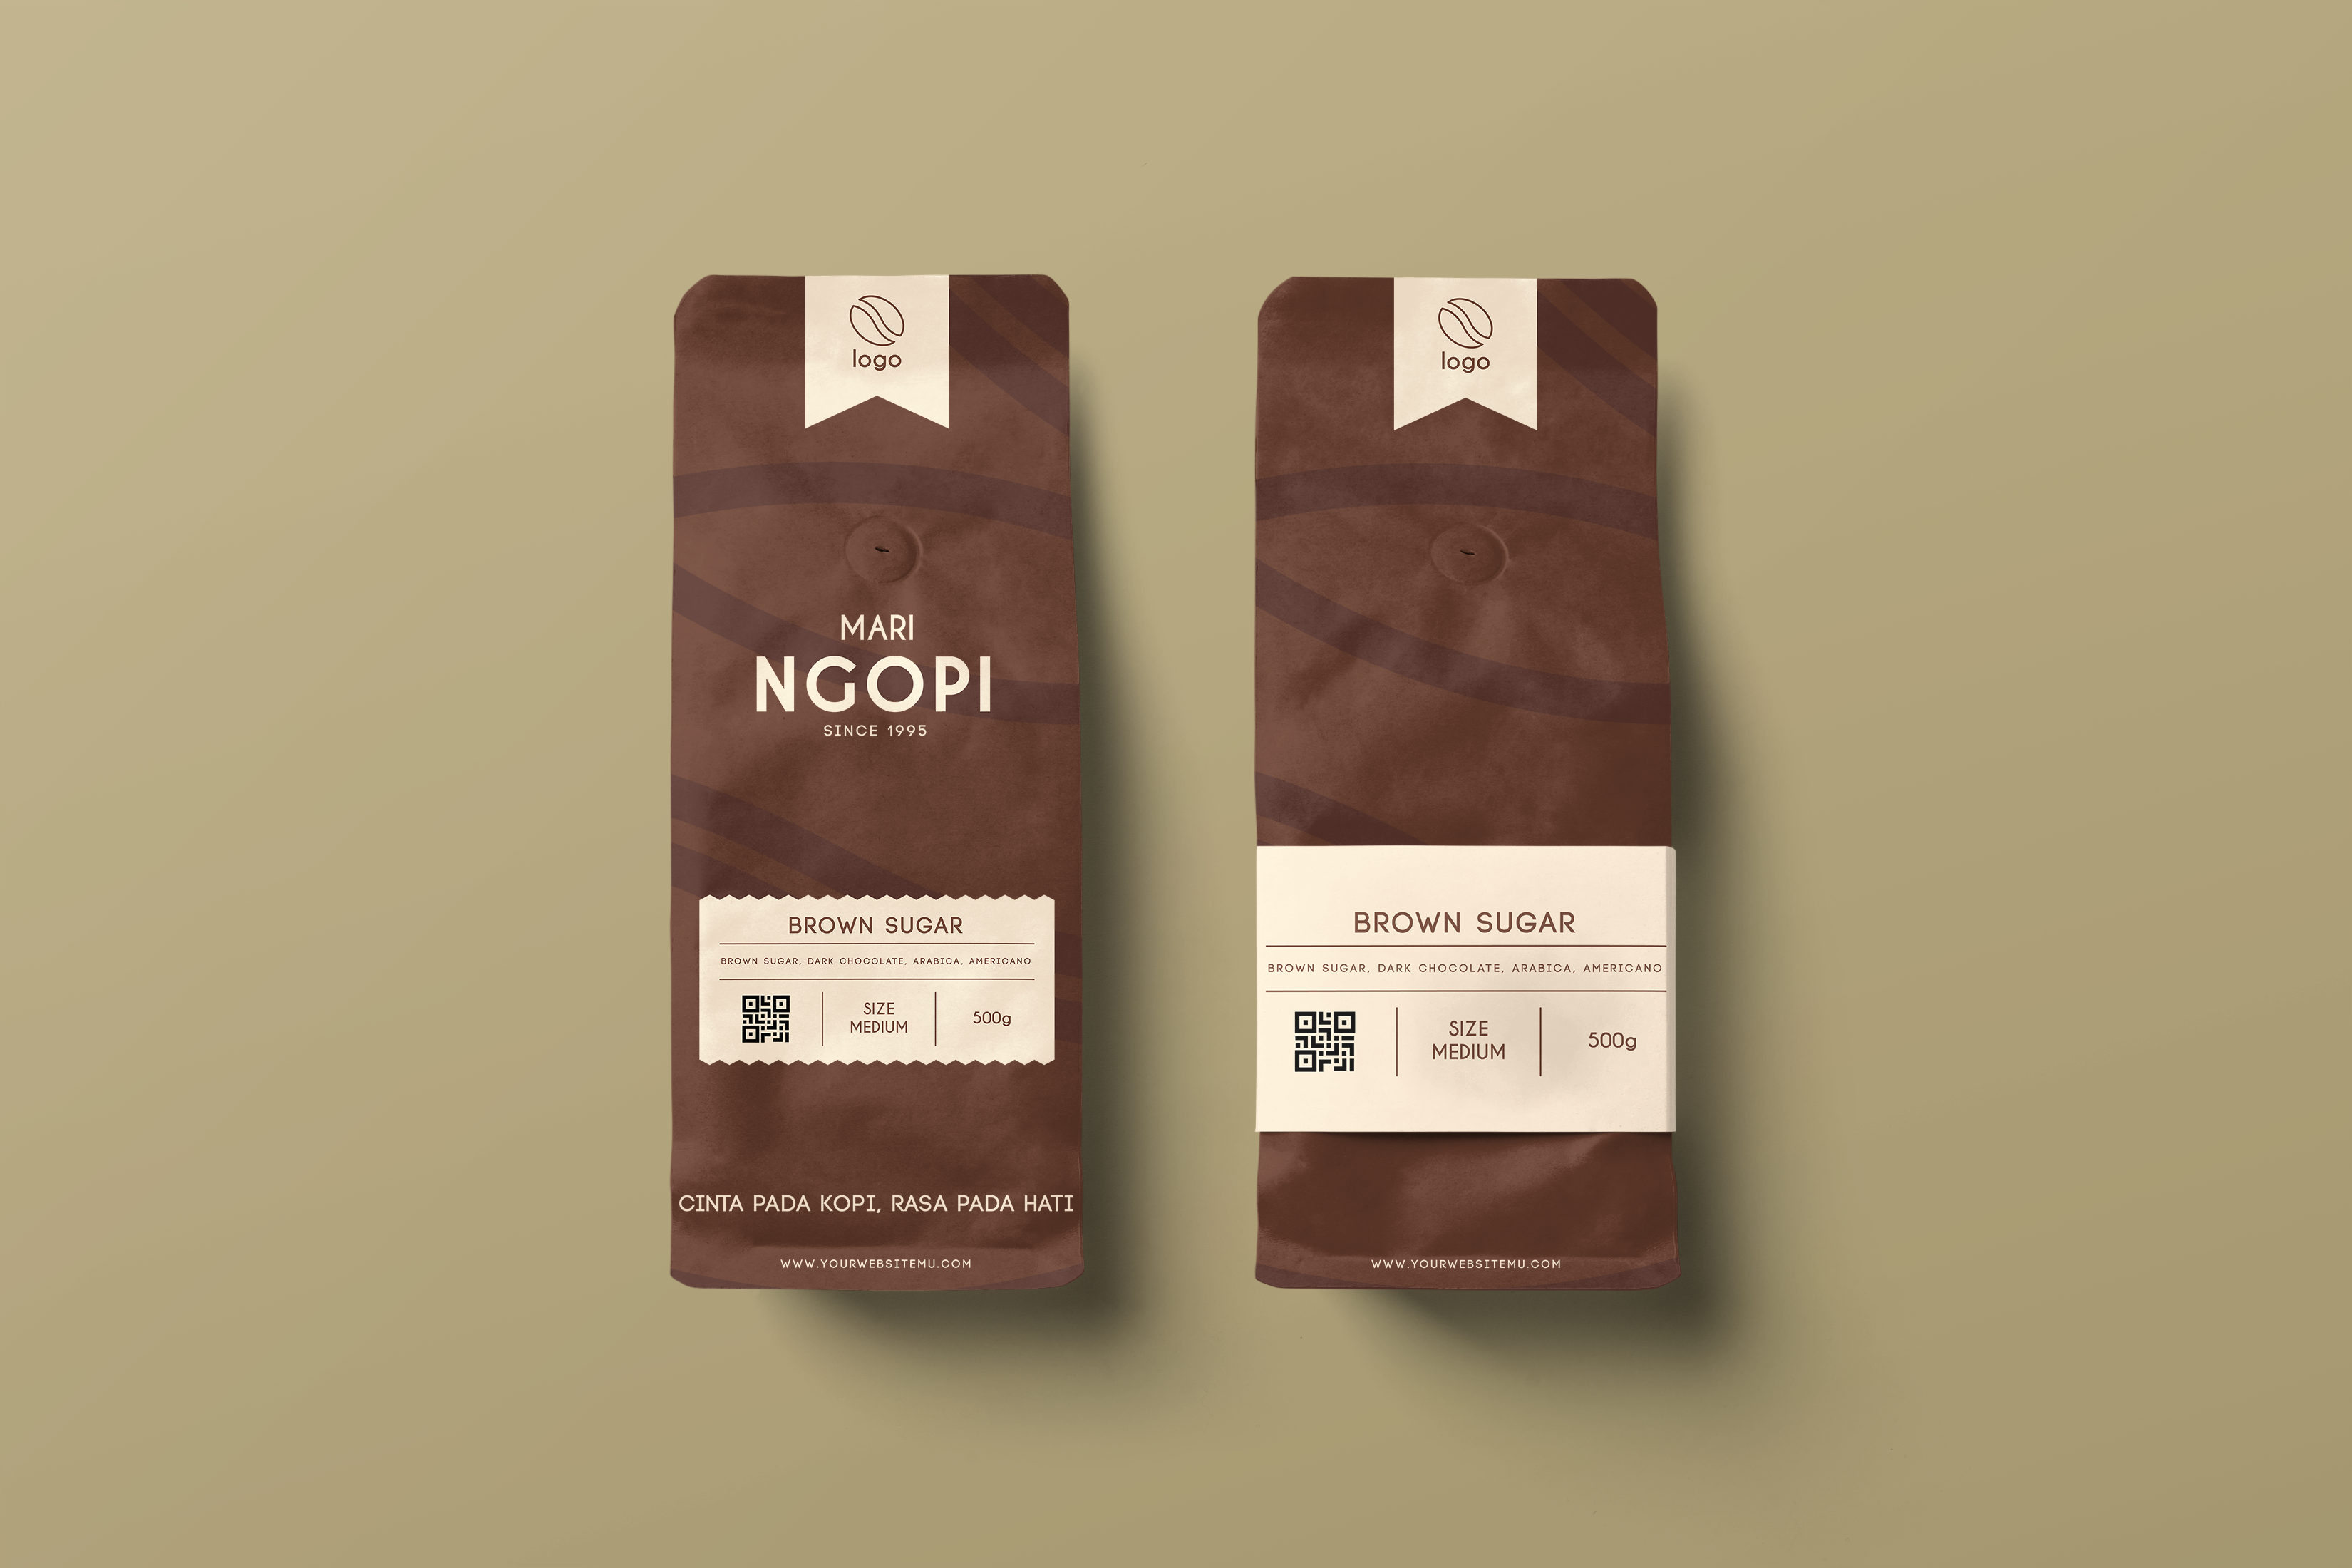 logo
MARI
NGOPI
SINCE 1995
BROWN SUGAR
BROWN SUGAR, DARK CHOCOLATE, ARABICA, AMERICANO
SIZE
MEDIUM
500g
CINTA PADA KOPI, RASA PADA HATI
WWW.YOURWEBSITEMU.COM
logo
BROWN SUGAR
BROWN SUGAR, DARK CHOCOLATE, ARABICA, AMERICANO
SIZE
MEDIUM
500g
WWW.YOURWEBSITEMU.COM